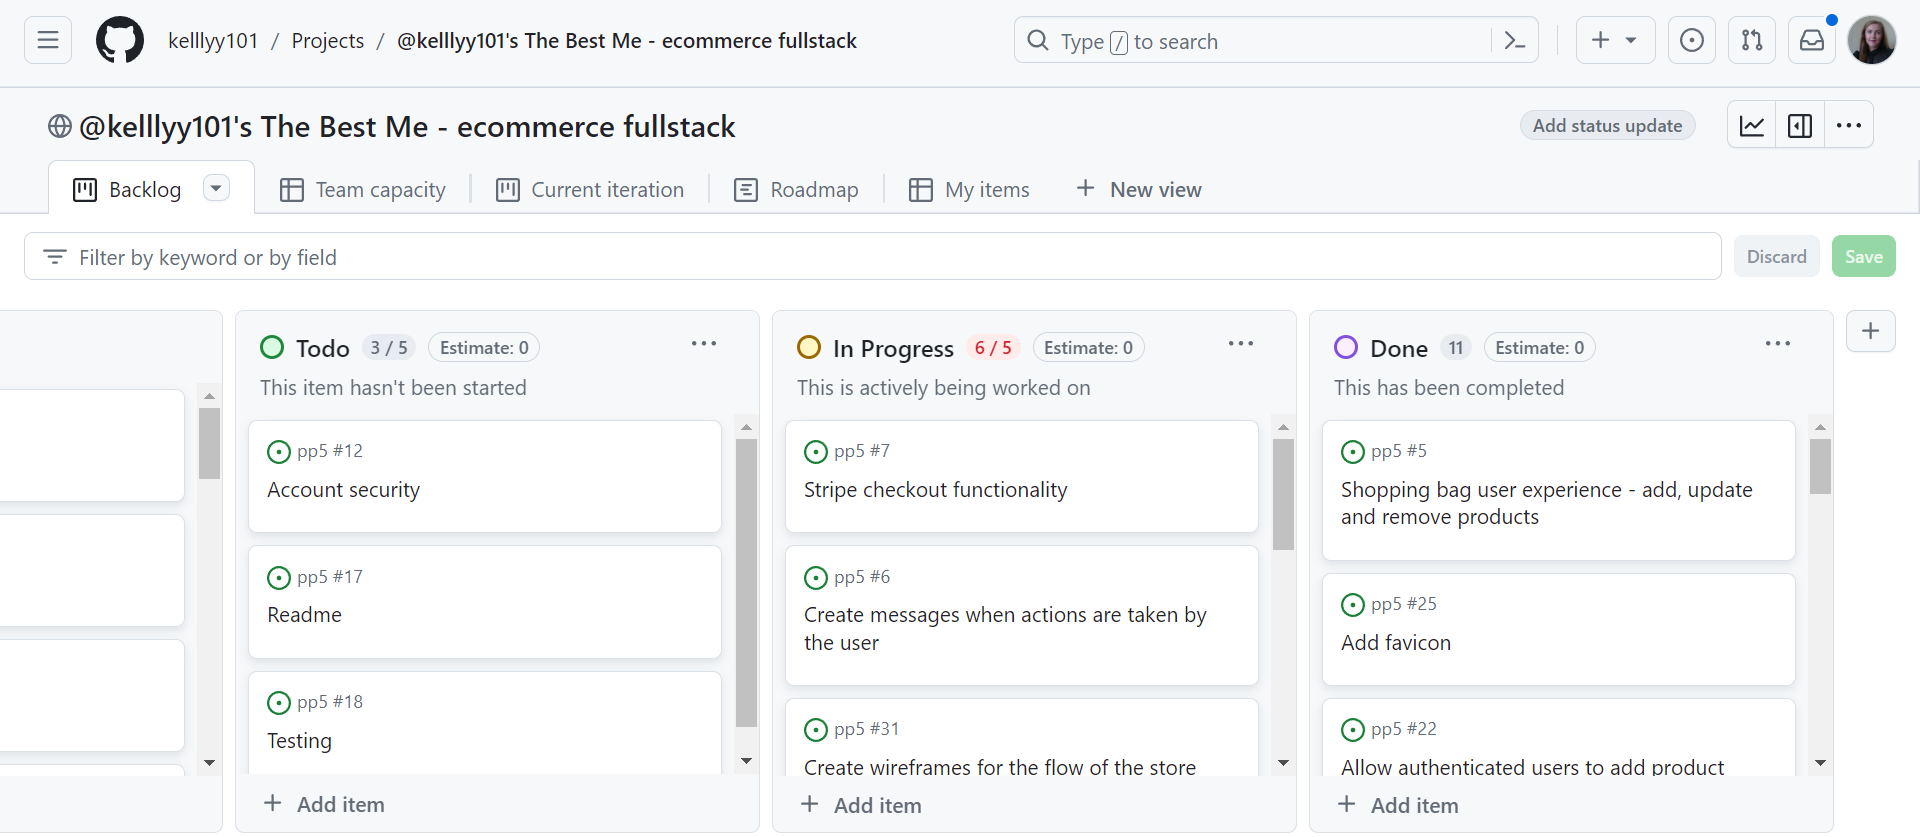 kelllyy101 / Projects / @kelllyy101's The Best Me - ecommerce fullstack
Type / to search
@kelllyy101's The Best Me - ecommerce fullstack
Add status update
Backlog
Team capacity
Current iteration
Roadmap
My items
New view
Filter by keyword or by field
Discard
Save
Todo 3 / 5 Estimate: 0
This item hasn't been started
pp5 #12
Account security
pp5 #17
Readme
pp5 #18
Testing
Add item
In Progress 6 / 5 Estimate: 0
This is actively being worked on
pp5 #7
Stripe checkout functionality
pp5 #6
Create messages when actions are taken by
the user
pp5 #31
Create wireframes for the flow of the store
Add item
Done 11 Estimate: 0
This has been completed
pp5 #5
Shopping bag user experience - add, update
and remove products
pp5 #25
Add favicon
pp5 #22
Allow authenticated users to add product
Add item